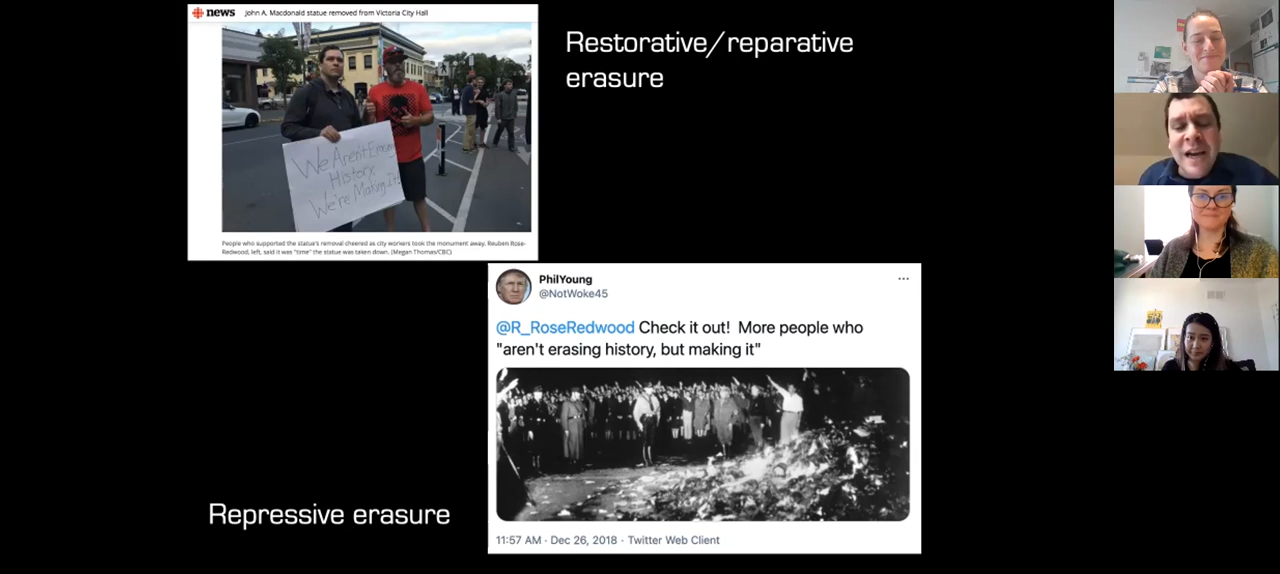 news John A. Macdonald statue removed from Victoria City Hall
Restorative/reparative
erasure
We Aren't Erasing
History
We're Making It!
People who supported the statue's removal cheered as city workers took the monument away. Reuben Rose-
Redwood, left, said it was "time" the statue was taken down. (Megan Thomas/CBC)
PhilYoung
@NotWoke45
@R_RoseRedwood Check it out! More people who
"aren't erasing history, but making it"
Repressive erasure
11:57 AM · Dec 26, 2018 · Twitter Web Client